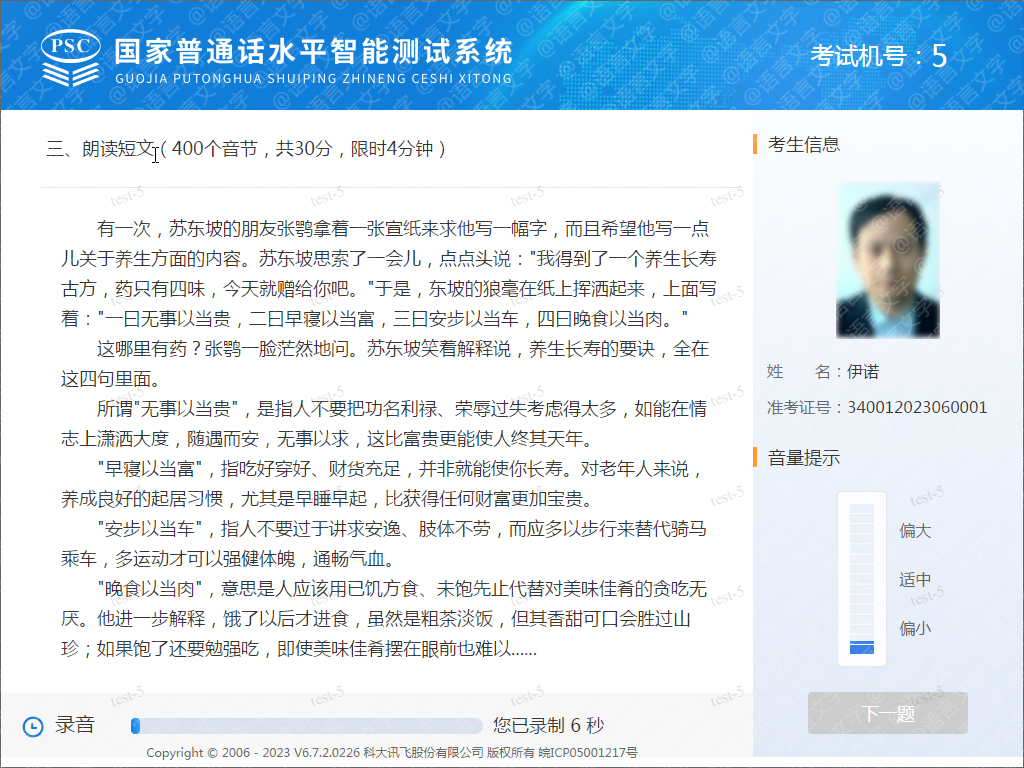 PSC
国家普通话水平智能测试系统
GUOJIA PUTONGHUA SHUIPING ZHINENG CESHI XITONG
考试机号：5
三、朗读短文（400个音节，共30分，限时4分钟）
有一次，苏东坡的朋友张鹗拿着一张宣纸来求他写一幅字，而且希望他写一点
儿关于养生方面的内容。苏东坡思索了一会儿，点点头说："我得到了一个养生长寿
古方，药只有四味，今天就赠给你吧。"于是，东坡的狼毫在纸上挥洒起来，上面写
着："一曰无事以当贵，二曰早寝以当富，三曰安步以当车，四曰晚食以当肉。"
这哪里有药？张鹗一脸茫然地问。苏东坡笑着解释说，养生长寿的要诀，全在
这四句里面。
所谓"无事以当贵"，是指人不要把功名利禄、荣辱过失考虑得太多，如能在情
志上潇洒大度，随遇而安，无事以求，这比富贵更能使人终其天年。
"早寝以当富"，指吃好穿好、财货充足，并非就能使你长寿。对老年人来说，
养成良好的起居习惯，尤其是早睡早起，比获得任何财富更加宝贵。
"安步以当车"，指人不要过于讲求安逸、肢体不劳，而应多以步行来替代骑马
乘车，多运动才可以强健体魄，通畅气血。
"晚食以当肉"，意思是人应该用已饥方食、未饱先止代替对美味佳肴的贪吃无
厌。他进一步解释，饿了以后才进食，虽然是粗茶淡饭，但其香甜可口会胜过山
珍；如果饱了还要勉强吃，即使美味佳肴摆在眼前也难以......
考生信息
姓 名：伊诺
准考证号：340012023060001
音量提示
偏大
适中
偏小
下一题
录音
您已录制 6 秒
Copyright © 2006 - 2023 V6.7.2.0226 科大讯飞股份有限公司 版权所有 皖ICP05001217号
test-5
@语言文字